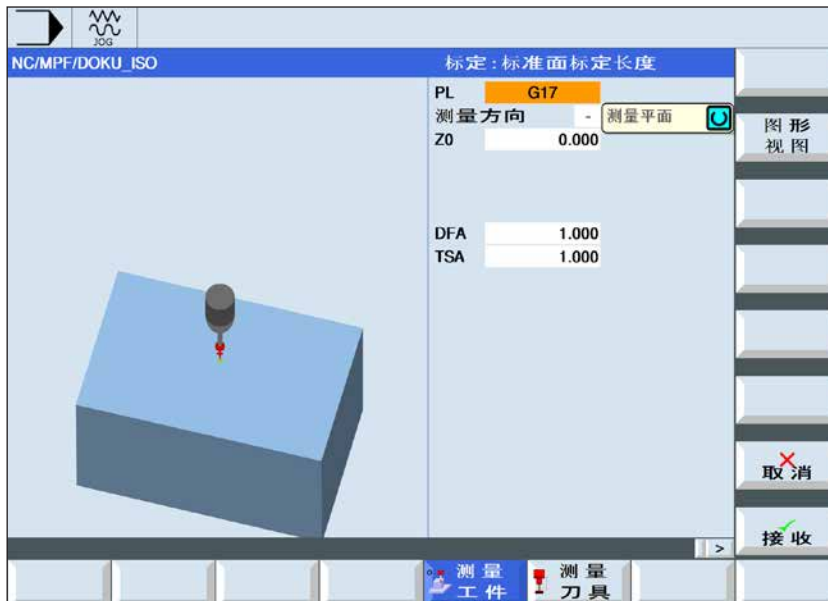 JOG
NC/MPF/DOKU_ISO
标定:标准面标定长度
PL G17
测量方向 - 测量平面
Z0 0.000
DFA 1.000
TSA 1.000
图形
视图
取消
接收
>
测量
工件
测量
刀具